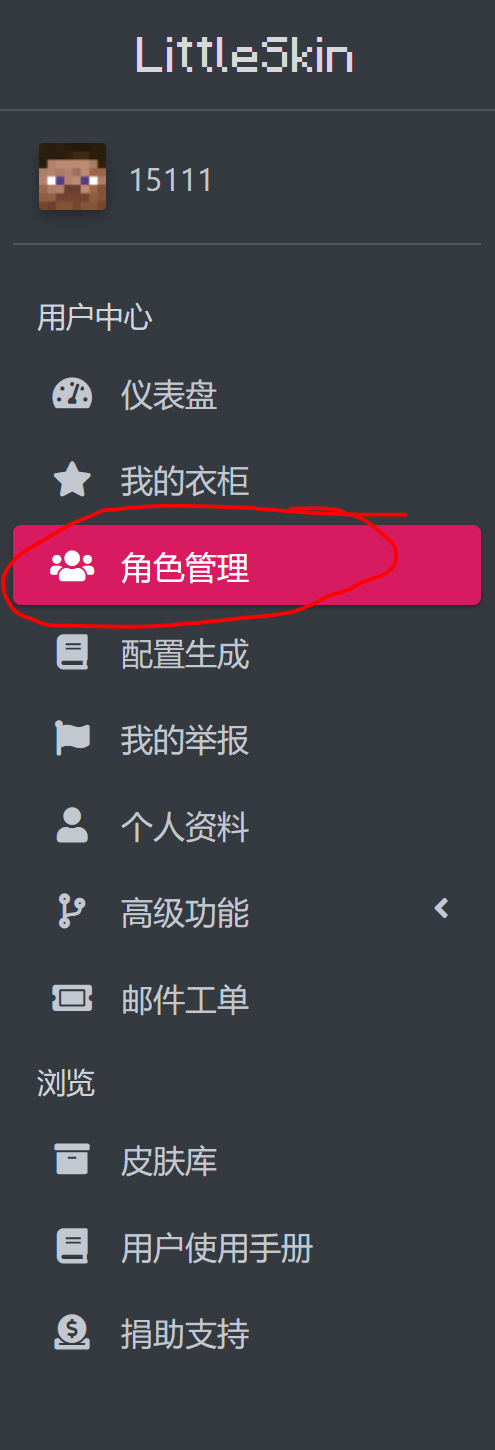 LittleSkin
15111
用户中心
仪表盘
我的衣柜
角色管理
配置生成
我的举报
个人资料
高级功能
邮件工单
浏览
皮肤库
用户使用手册
捐助支持